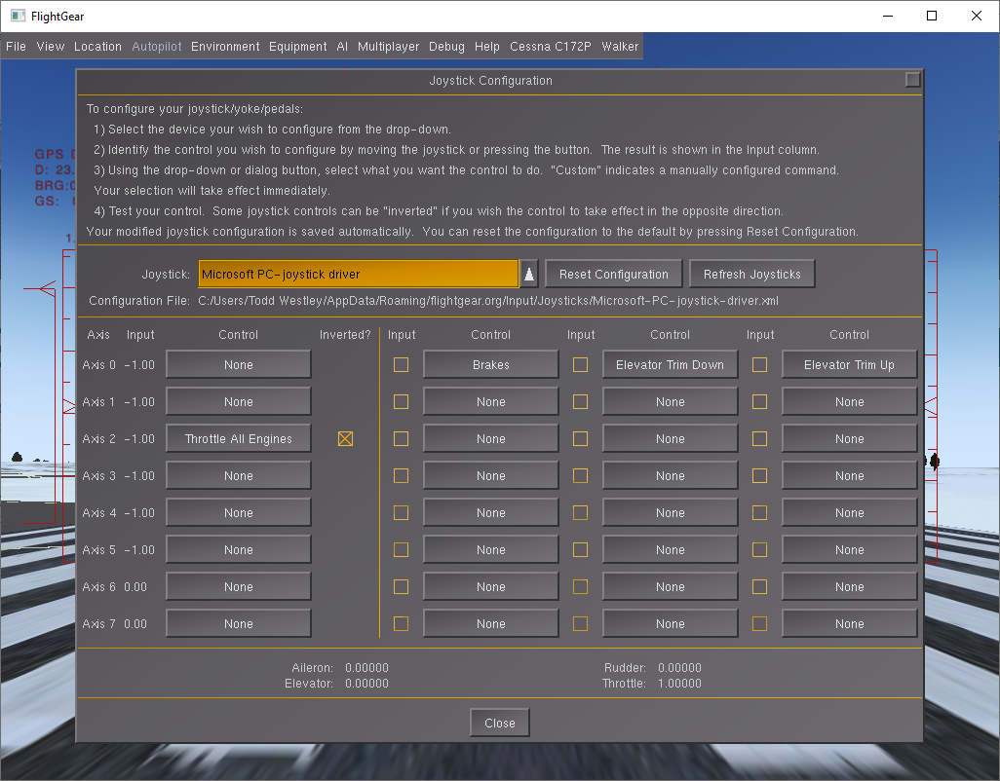 FlightGear
File View Location Autopilot Environment Equipment AI Multiplayer Debug Help Cessna C172P Walker
Joystick Configuration
To configure your joystick/yoke/pedals:
1) Select the device your wish to configure from the drop-down.
2) Identify the control you wish to configure by moving the joystick or pressing the button. The result is shown in the Input column.
GPS
D: 23.
3) Using the drop-down or dialog button, select what you want the control to do. "Custom" indicates a manually configured command.
BRG:0
Your selection will take effect immediately.
GS:
4) Test your control. Some joystick controls can be "inverted" if you wish the control to take effect in the opposite direction.
Your modified joystick configuration is saved automatically. You can reset the configuration to the default by pressing Reset Configuration.
1.
Joystick: Microsoft PC-joystick driver Reset Configuration Refresh Joysticks
Configuration File: C:/Users/Todd Westley/AppData/Roaming/flightgear.org/Input/Joysticks/Microsoft-PC-joystick-driver.xml
Axis Input Control Inverted? Input Control Input Control Input Control
Axis 0 -1.00 None Brakes Elevator Trim Down Elevator Trim Up
Axis 1 -1.00 None None None None
Axis 2 -1.00 Throttle All Engines None None None
Axis 3 -1.00 None None None None
Axis 4 -1.00 None None None None
Axis 5 -1.00 None None None None
Axis 6 0.00 None None None None
Axis 7 0.00 None None None None
Aileron: 0.00000 Rudder: 0.00000
Elevator: 0.00000 Throttle: 1.00000
Close